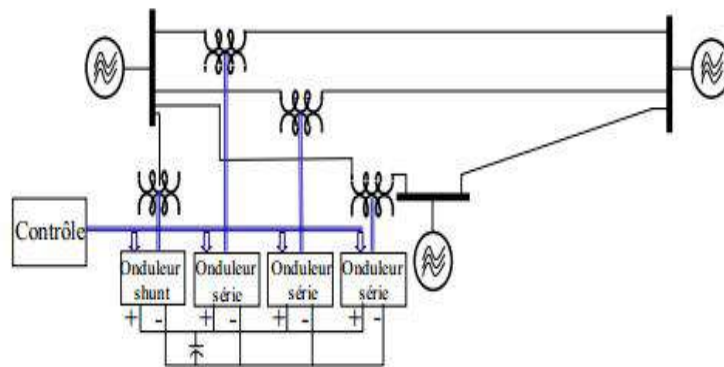 Contrôle
Onduleur shunt
Onduleur série
Onduleur série
Onduleur série
+ - + - + - + -